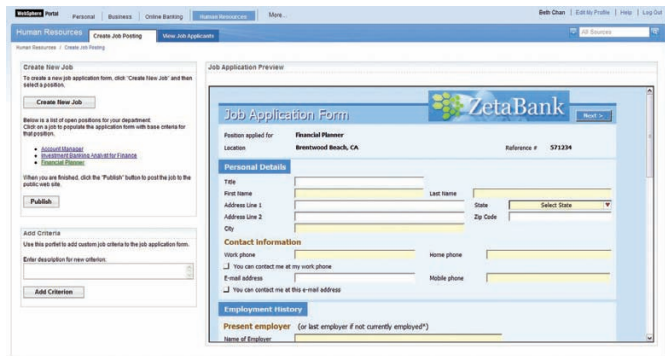 WebSphere Portal Personal Business Online Banking Human Resources More...
Beth Chan | Edit My Profile | Help | Log Out
Human Resources Create Job Posting View Job Applicants
All Sources
Human Resources / Create Job Posting
Create New Job
To create a new job application form, click "Create New Job" and then
select a position.
Create New Job
Below is a list of open positions for your department.
Click on a job to populate the application form with base criteria for
that position.
Account Manager
Investment Banking Analyst for Finance
Financial Planner
When you are finished, click the "Publish" button to post the job to the
public web site.
Publish
Add Criteria
Use this portlet to add custom job criteria to the job application form.
Enter description for new criterion:
Add Criterion
Job Application Preview
Job Application Form
ZetaBank
Next >
Position applied for Financial Planner
Location Brentwood Beach, CA Reference # 571234
Personal Details
Title
First Name Last Name
Address Line 1 State Select State
Address Line 2 Zip Code
City
Contact information
Work phone Home phone
You can contact me at my work phone
E-mail address Mobile phone
You can contact me at this e-mail address
Employment History
Present employer (or last employer if not currently employed*)
Name of Employer